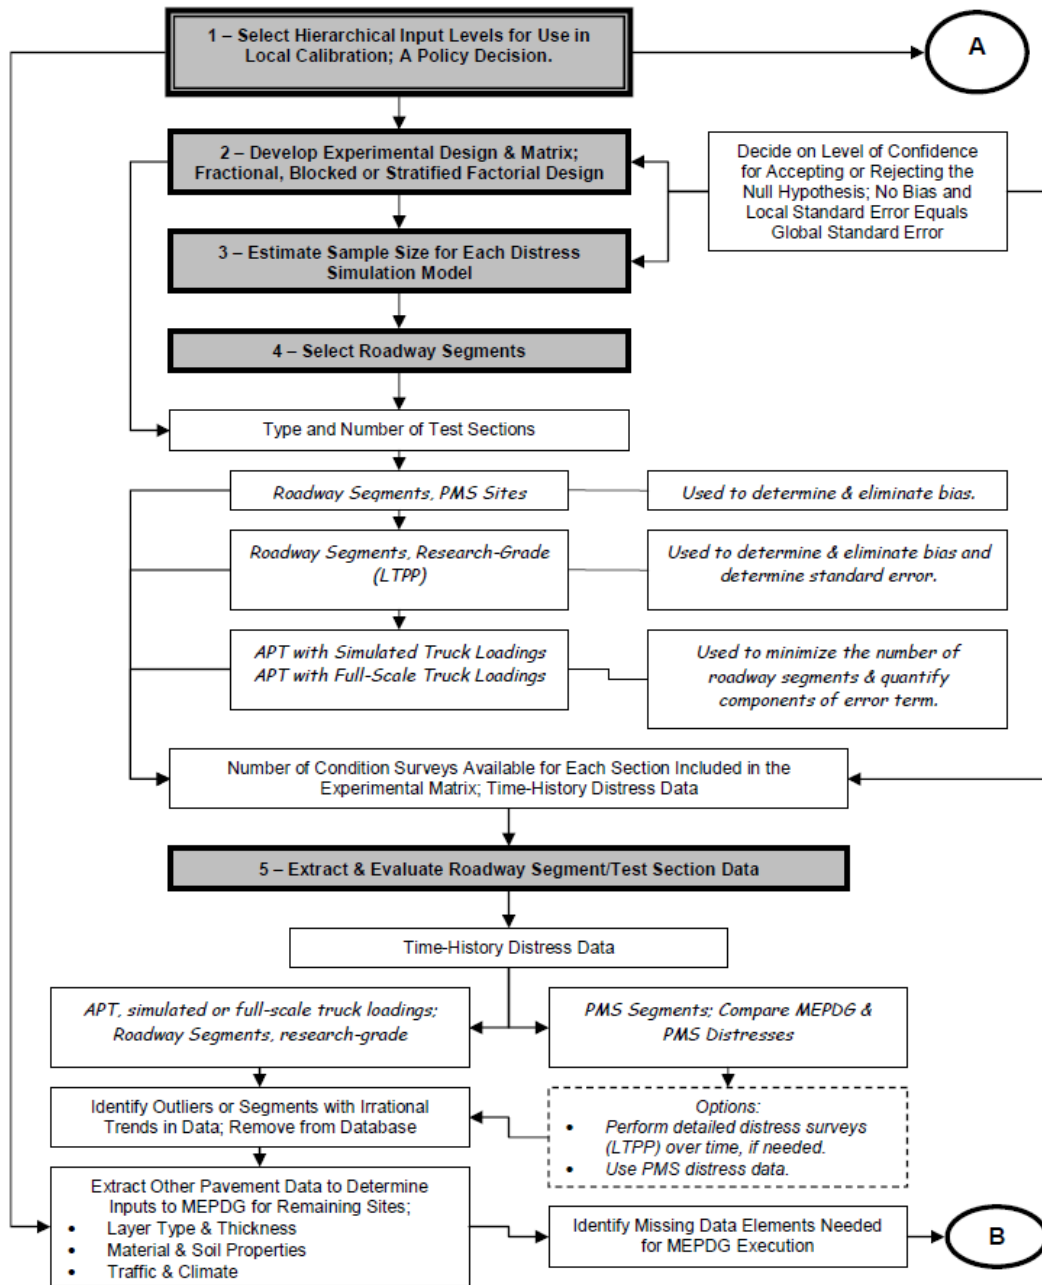 1 – Select Hierarchical Input Levels for Use in
Local Calibration; A Policy Decision.
A
2 – Develop Experimental Design & Matrix;
Fractional, Blocked or Stratified Factorial Design
Decide on Level of Confidence
for Accepting or Rejecting the
Null Hypothesis; No Bias and
Local Standard Error Equals
Global Standard Error
3 – Estimate Sample Size for Each Distress
Simulation Model
4 – Select Roadway Segments
Type and Number of Test Sections
Roadway Segments, PMS Sites
Used to determine & eliminate bias.
Roadway Segments, Research-Grade
(LTPP)
Used to determine & eliminate bias and
determine standard error.
APT with Simulated Truck Loadings
APT with Full-Scale Truck Loadings
Used to minimize the number of
roadway segments & quantify
components of error term.
Number of Condition Surveys Available for Each Section Included in the
Experimental Matrix; Time-History Distress Data
5 – Extract & Evaluate Roadway Segment/Test Section Data
Time-History Distress Data
APT, simulated or full-scale truck loadings;
Roadway Segments, research-grade
PMS Segments; Compare MEPDG &
PMS Distresses
Identify Outliers or Segments with Irrational
Trends in Data; Remove from Database
Options:
• Perform detailed distress surveys
(LTPP) over time, if needed.
• Use PMS distress data.
Extract Other Pavement Data to Determine
Inputs to MEPDG for Remaining Sites;
• Layer Type & Thickness
• Material & Soil Properties
• Traffic & Climate
Identify Missing Data Elements Needed
for MEPDG Execution
B